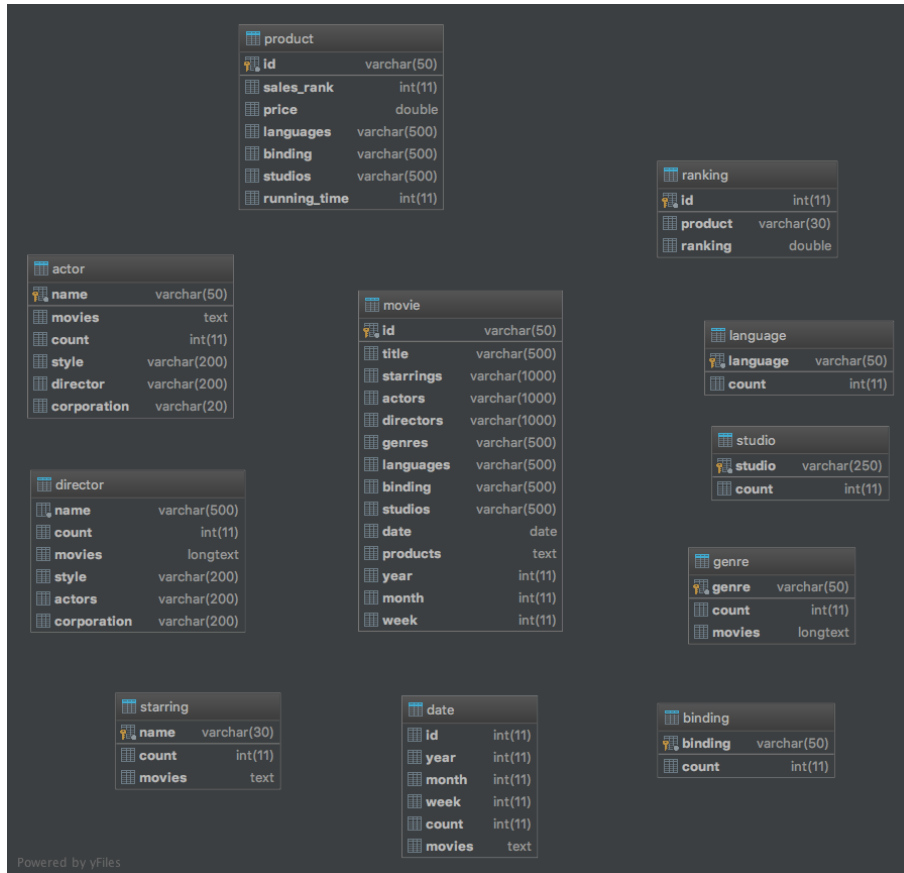 product
id varchar(50)
sales_rank int(11)
price double
languages varchar(500)
binding varchar(500)
studios varchar(500)
running_time int(11)
ranking
id int(11)
product varchar(30)
ranking double
actor
name varchar(50)
movies text
count int(11)
style varchar(200)
director varchar(200)
corporation varchar(20)
movie
id varchar(50)
title varchar(500)
starrings varchar(1000)
actors varchar(1000)
directors varchar(1000)
genres varchar(500)
languages varchar(500)
binding varchar(500)
studios varchar(500)
date date
products text
year int(11)
month int(11)
week int(11)
language
language varchar(50)
count int(11)
studio
studio varchar(250)
count int(11)
director
name varchar(500)
count int(11)
movies longtext
style varchar(200)
actors varchar(200)
corporation varchar(200)
genre
genre varchar(50)
count int(11)
movies longtext
starring
name varchar(30)
count int(11)
movies text
date
id int(11)
year int(11)
month int(11)
week int(11)
count int(11)
movies text
binding
binding varchar(50)
count int(11)
Powered by yFiles